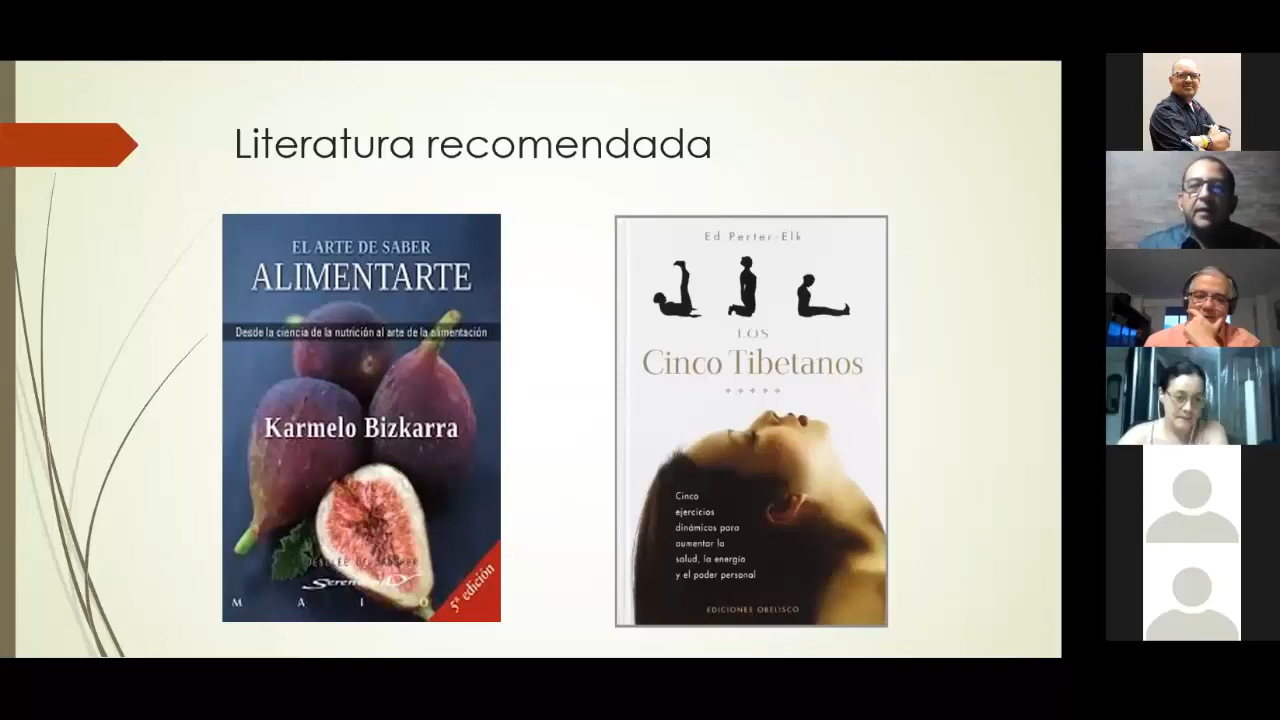 Literatura recomendada
EL ARTE DE SABER
ALIMENTARTE
Desde la ciencia de la nutrición al arte de la alimentación
Karmelo Bizkarra
Serendipity
M A I O R
5ª edición
Ed Perter-Elk
LOS
Cinco Tibetanos
Cinco
ejercicios
dinámicos para
aumentar la
salud, la energía
y el poder personal
EDICIONES OBELISCO